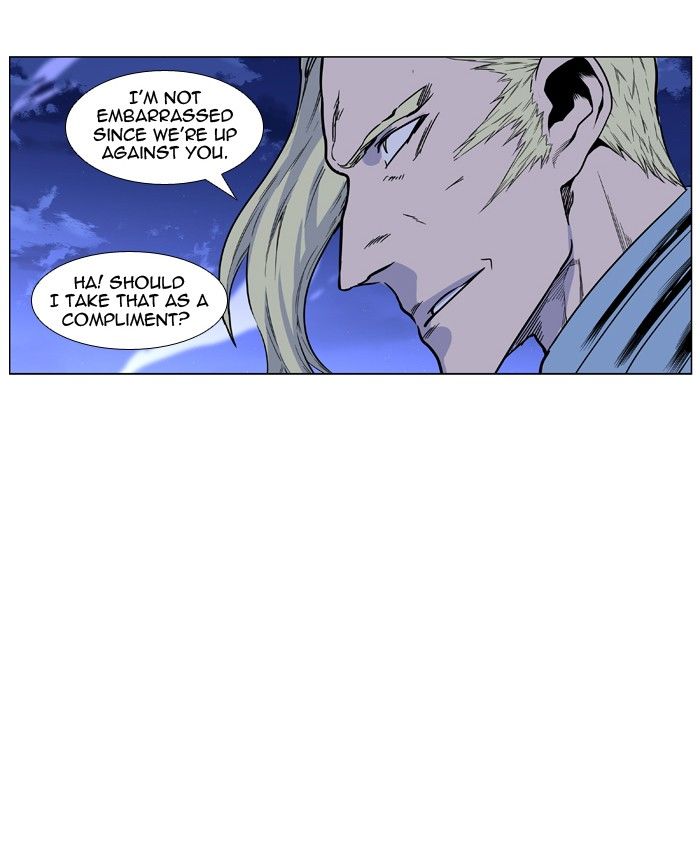 I'M NOT
EMBARRASSED
SINCE WE'RE UP
AGAINST YOU.
HA! SHOULD
I TAKE THAT AS A
COMPLIMENT?